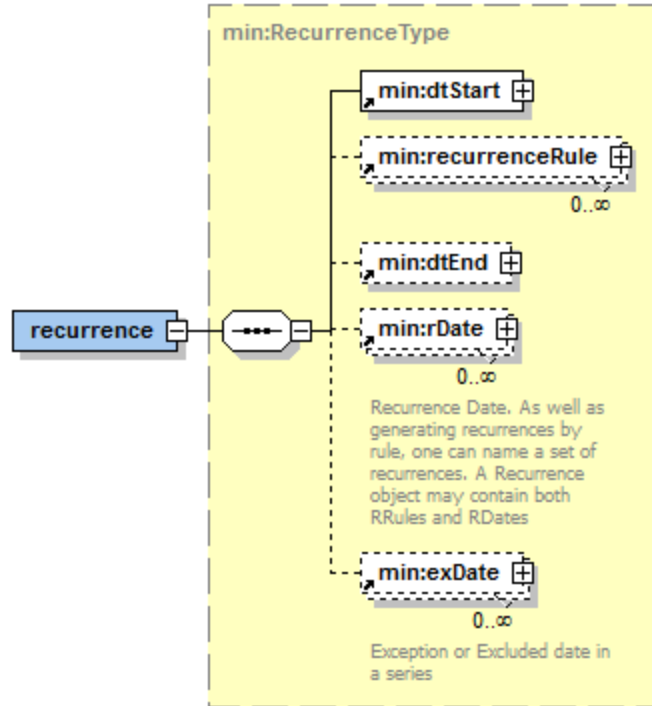 min:RecurrenceType
min:dtStart
min:recurrenceRule
0..∞
min:dtEnd
recurrence
min:rDate
0..∞
Recurrence Date. As well as
generating recurrences by
rule, one can name a set of
recurrences. A Recurrence
object may contain both
RRules and RDates
min:exDate
0..∞
Exception or Excluded date in
a series